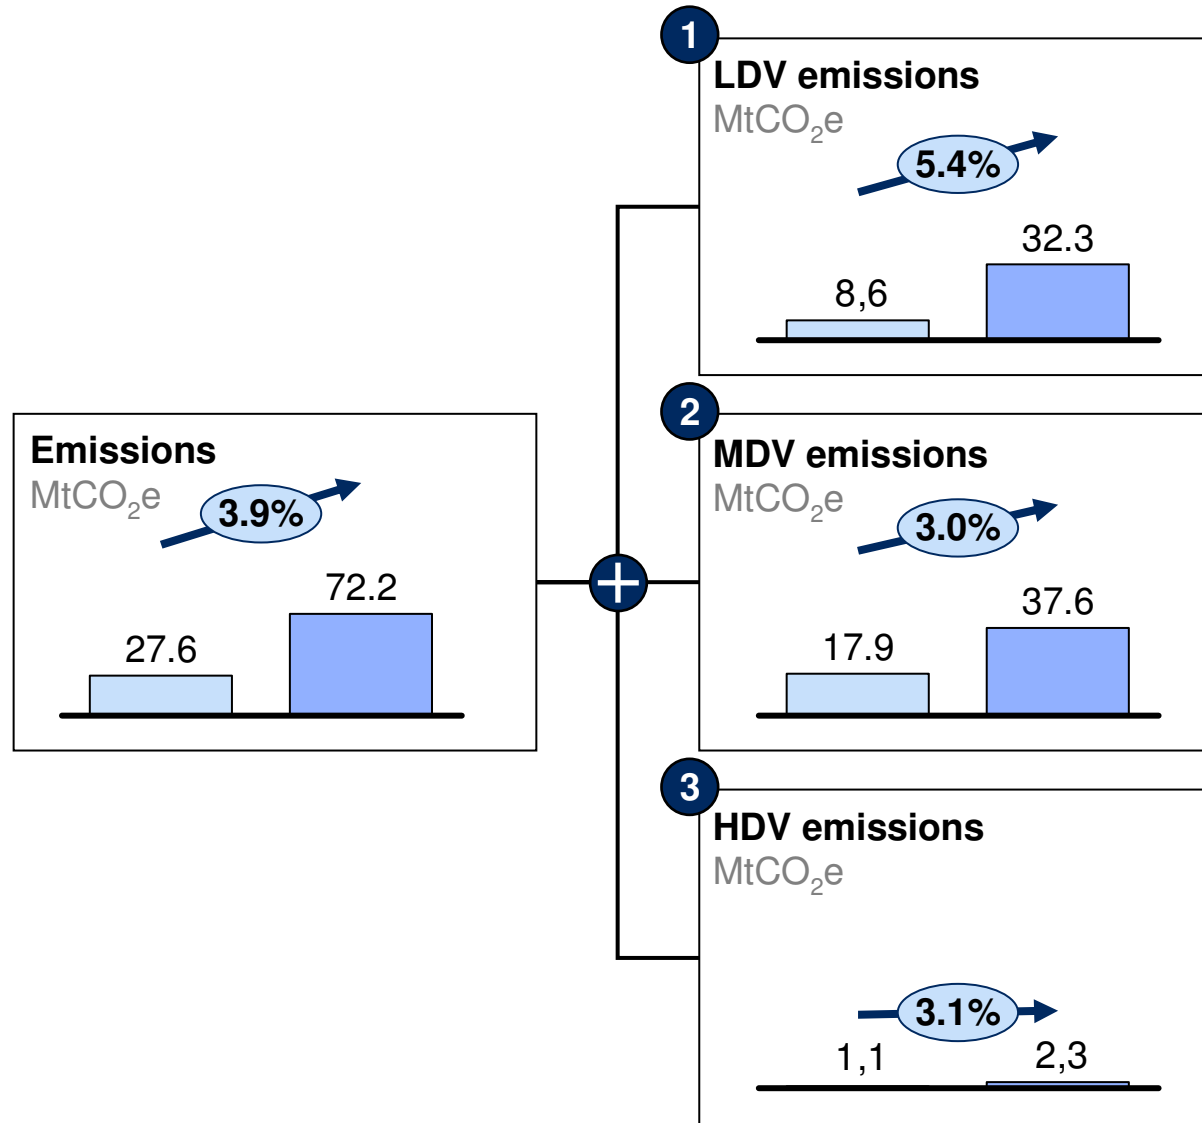 Emissions
MtCO₂e
3.9%
27.6
72.2
1
LDV emissions
MtCO₂e
5.4%
8,6
32.3
2
MDV emissions
MtCO₂e
3.0%
17.9
37.6
3
HDV emissions
MtCO₂e
3.1%
1,1
2,3